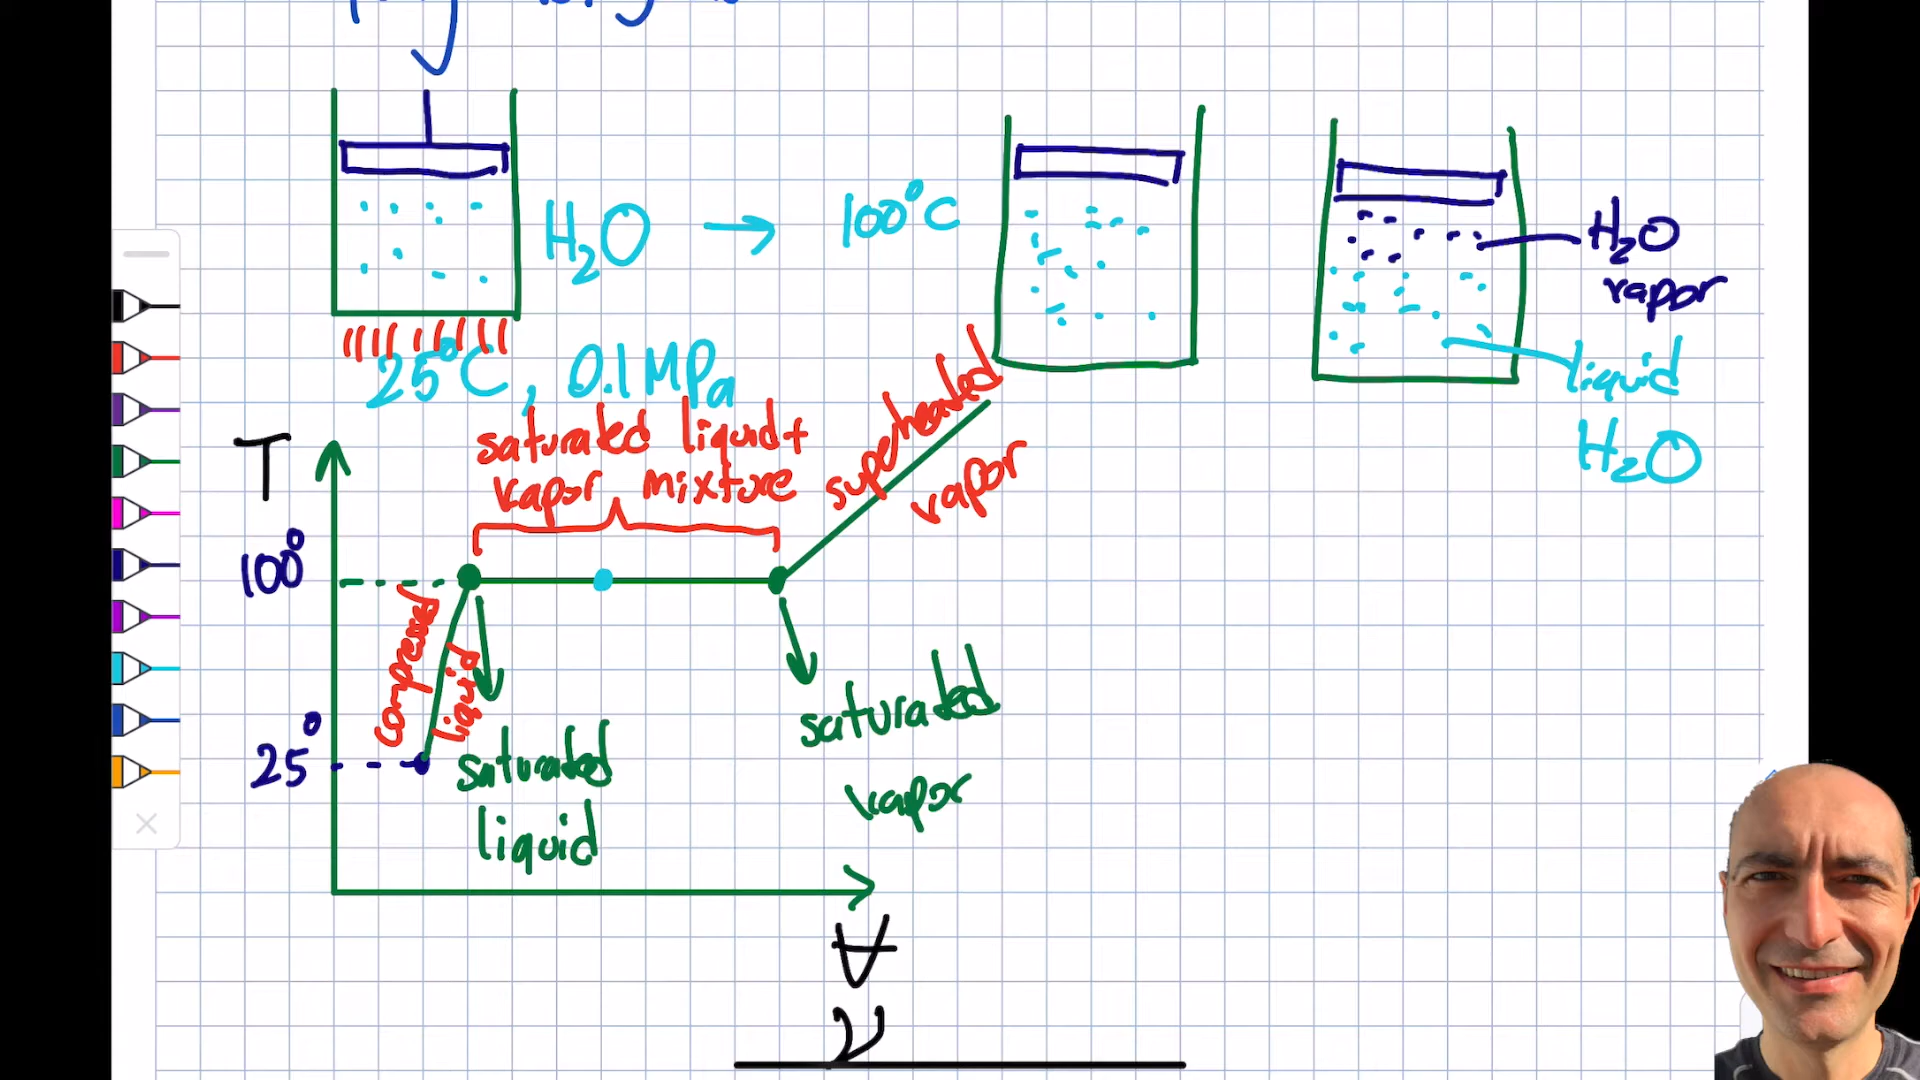 H₂O → 100°C
25°C, 0.1MPa
H₂O
vapor
liquid
H₂O
saturated liquid+
vapor mixture
superheated
vapor
T
100°
25°
compressed
liquid
saturated
liquid
saturated
vapor
V
ν